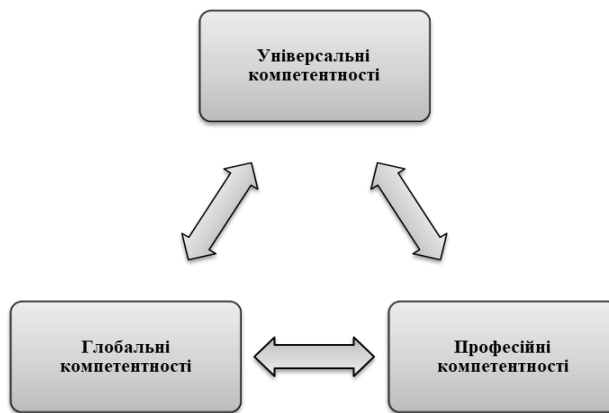 Універсальні
компетентності
Глобальні
компетентності
Професійні
компетентності